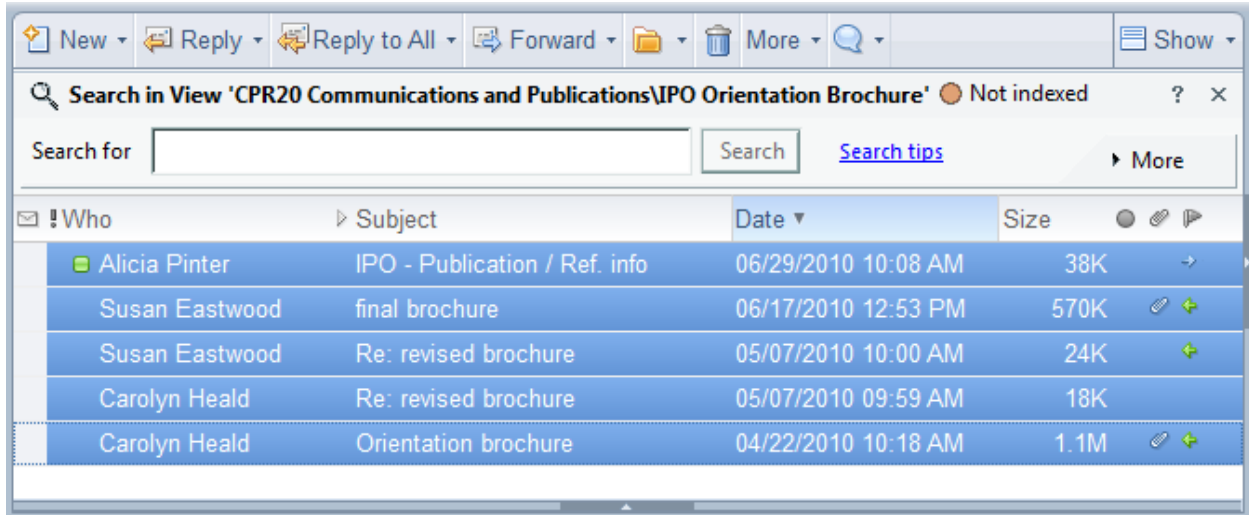 New Reply Reply to All Forward More Show
Search in View 'CPR20 Communications and Publications\IPO Orientation Brochure' Not indexed ? ×
Search for Search Search tips More
! Who Subject Date Size
Alicia Pinter IPO - Publication / Ref. info 06/29/2010 10:08 AM 38K
Susan Eastwood final brochure 06/17/2010 12:53 PM 570K
Susan Eastwood Re: revised brochure 05/07/2010 10:00 AM 24K
Carolyn Heald Re: revised brochure 05/07/2010 09:59 AM 18K
Carolyn Heald Orientation brochure 04/22/2010 10:18 AM 1.1M